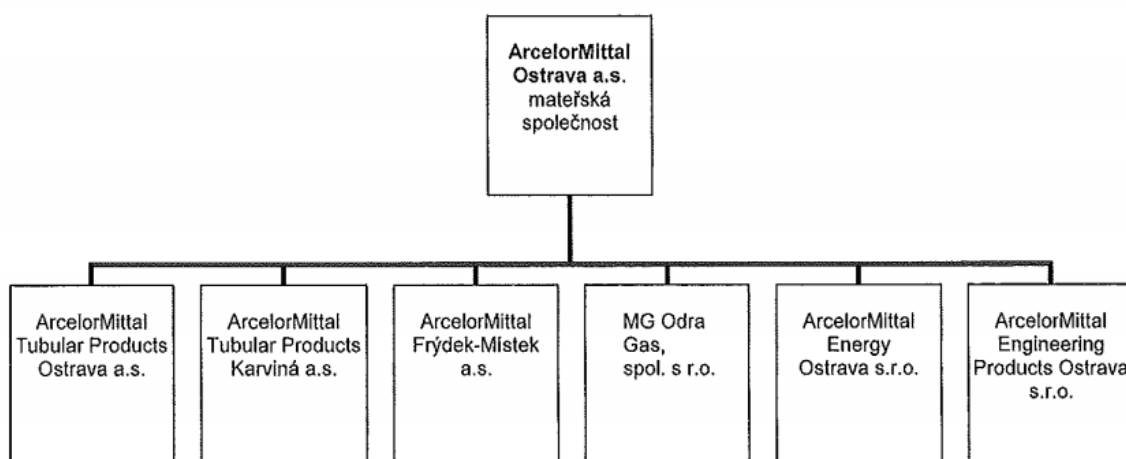 ArcelorMittal
Ostrava a.s.
mateřská
společnost
ArcelorMittal
Tubular Products
Ostrava a.s.
ArcelorMittal
Tubular Products
Karviná a.s.
ArcelorMittal
Frýdek-Místek
a.s.
MG Odra
Gas,
spol. s r.o.
ArcelorMittal
Energy
Ostrava s.r.o.
ArcelorMittal
Engineering
Products Ostrava
s.r.o.